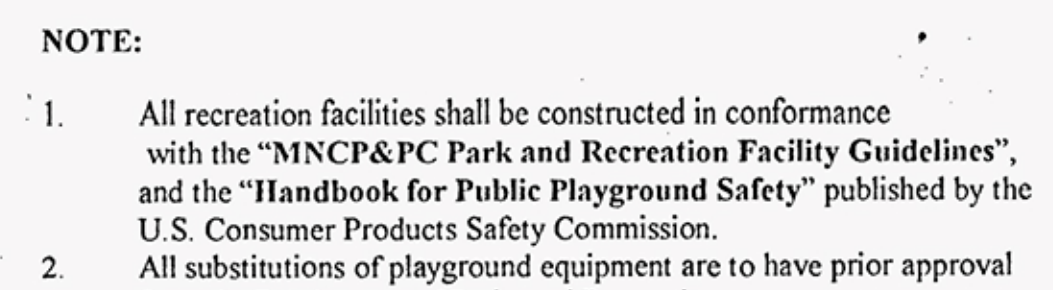 NOTE:
1. All recreation facilities shall be constructed in conformance
with the “MNCP&PC Park and Recreation Facility Guidelines”,
and the “Handbook for Public Playground Safety” published by the
U.S. Consumer Products Safety Commission.
2. All substitutions of playground equipment are to have prior approval